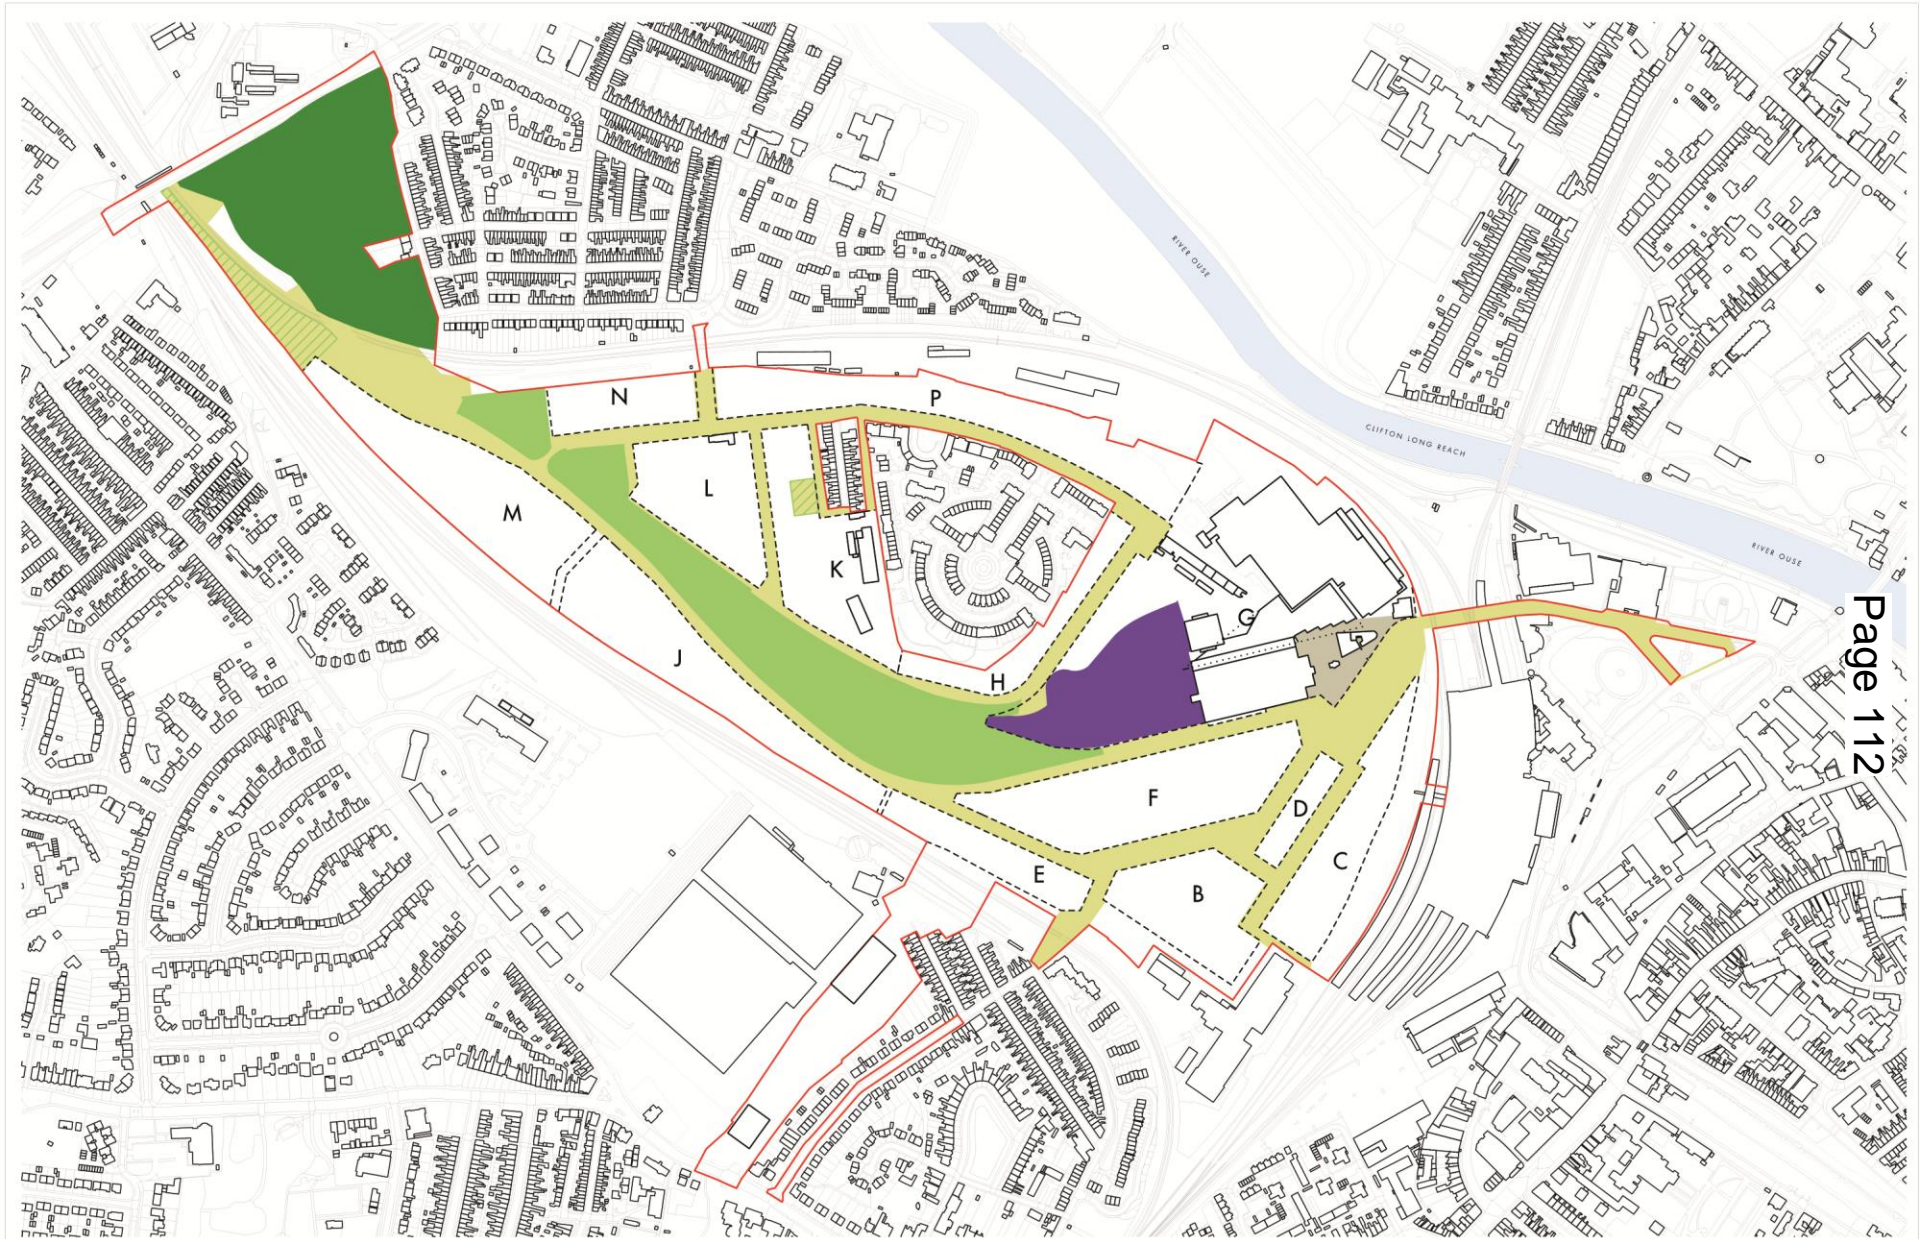 RIVER OUSE
CLIFTON LONG REACH
RIVER OUSE
N
P
L
M
K
G
J
H
F
D
C
E
B
Page 112